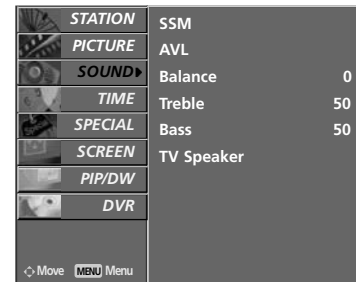 STATION
PICTURE
SOUND
TIME
SPECIAL
SCREEN
PIP/DW
DVR
Move MENU Menu
SSM
AVL
Balance 0
Treble 50
Bass 50
TV Speaker